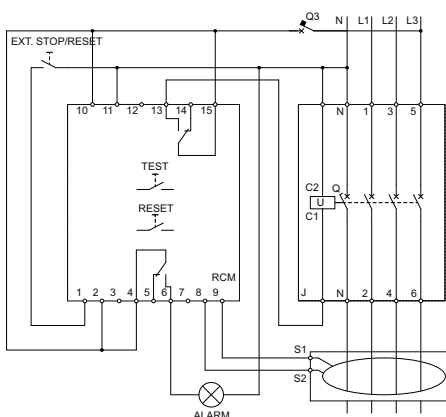 Q3 N L1 L2 L3
EXT. STOP/RESET
10 11 12 13 14 15 N 1 3 5
TEST
C2 Q
U
C1
RESET
RCM
1 2 3 4 5 6 7 8 9 J N 2 4 6
S1
S2
ALARM